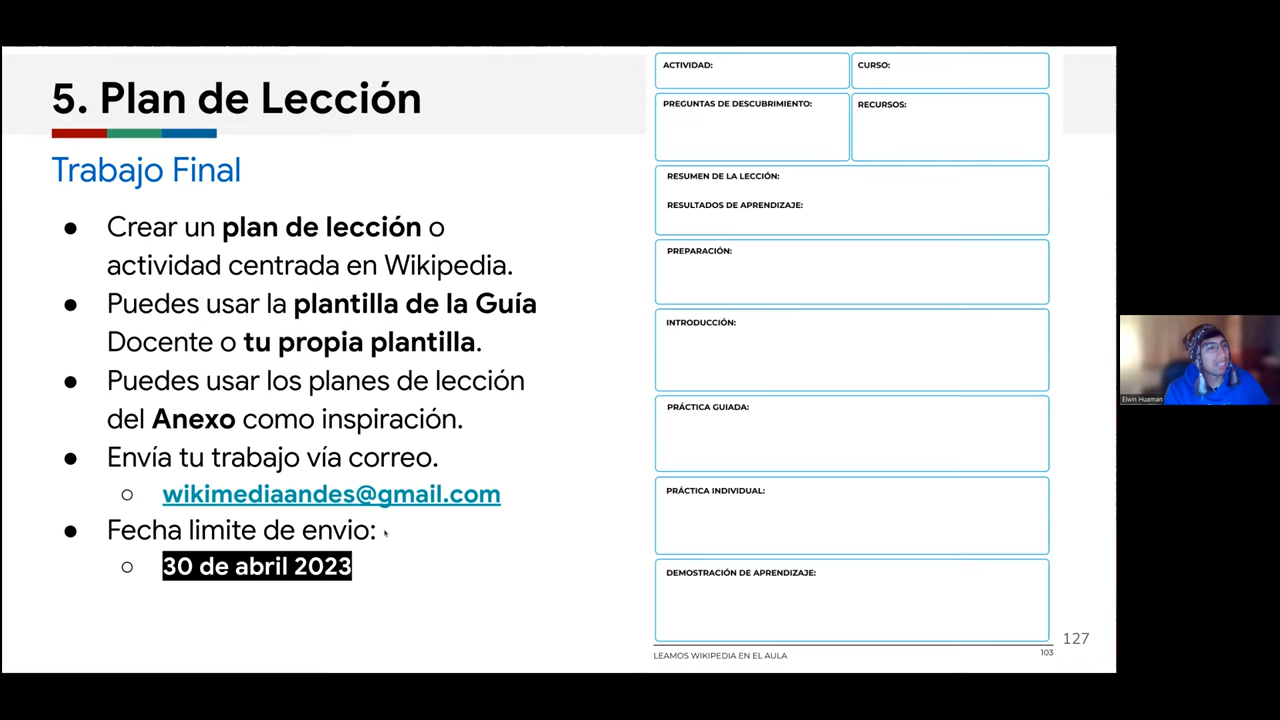 5. Plan de Lección
Trabajo Final
● Crear un plan de lección o
actividad centrada en Wikipedia.
● Puedes usar la plantilla de la Guía
Docente o tu propia plantilla.
● Puedes usar los planes de lección
del Anexo como inspiración.
● Envía tu trabajo vía correo.
○ wikimediaandes@gmail.com
● Fecha limite de envio:
○ 30 de abril 2023
ACTIVIDAD:
CURSO:
PREGUNTAS DE DESCUBRIMIENTO:
RECURSOS:
RESUMEN DE LA LECCIÓN:
RESULTADOS DE APRENDIZAJE:
PREPARACIÓN:
INTRODUCCIÓN:
PRÁCTICA GUIADA:
PRÁCTICA INDIVIDUAL:
DEMOSTRACIÓN DE APRENDIZAJE:
LEAMOS WIKIPEDIA EN EL AULA
103
127
Elwin Huaman